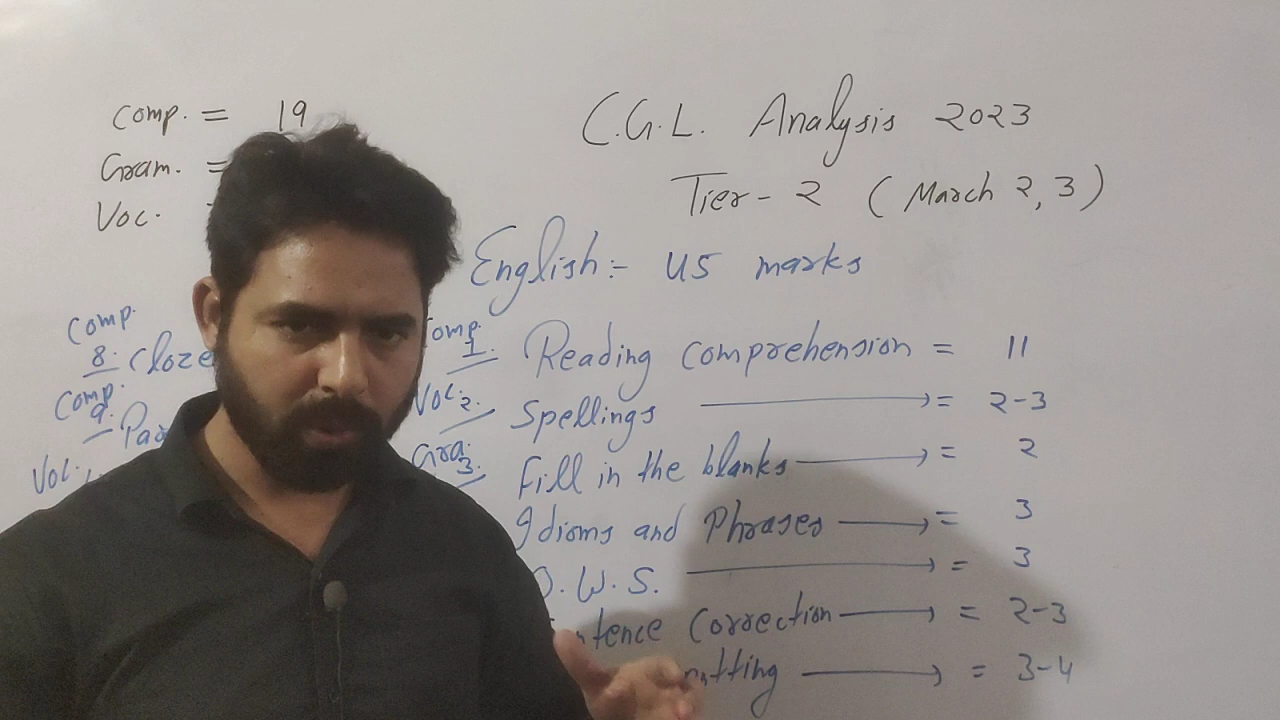 Comp. = 19
Gram. =
Voc.
C.G.L. Analysis 2023
Tier-2 (March 2,3)
English:- 45 marks
Comp.
8. Cloze
Comp.
9.
Voc.
1. Reading comprehension = 11
Voc. 2. Spellings = 2-3
Gra. 3. Fill in the blanks = 2
Idioms and Phrases = 3
O.W.S. = 3
Correction = 2-3
= 3-4